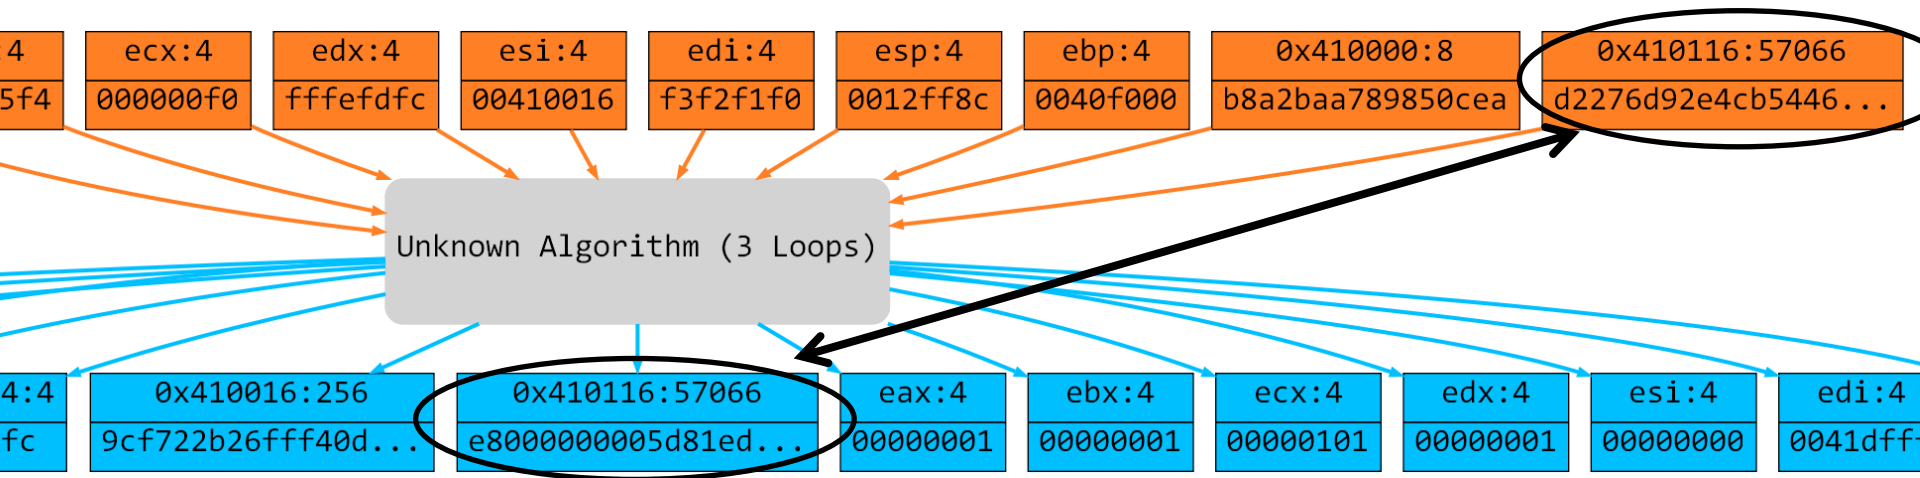 :4
ecx:4
edx:4
esi:4
edi:4
esp:4
ebp:4
0x410000:8
0x410116:57066
5f4
000000f0
fffefdfc
00410016
f3f2f1f0
0012ff8c
0040f000
b8a2baa789850cea
d2276d92e4cb5446...
Unknown Algorithm (3 Loops)
4:4
0x410016:256
0x410116:57066
eax:4
ebx:4
ecx:4
edx:4
esi:4
edi:4
fc
9cf722b26fff40d...
e8000000005d81ed...
00000001
00000001
00000101
00000001
00000000
0041dff